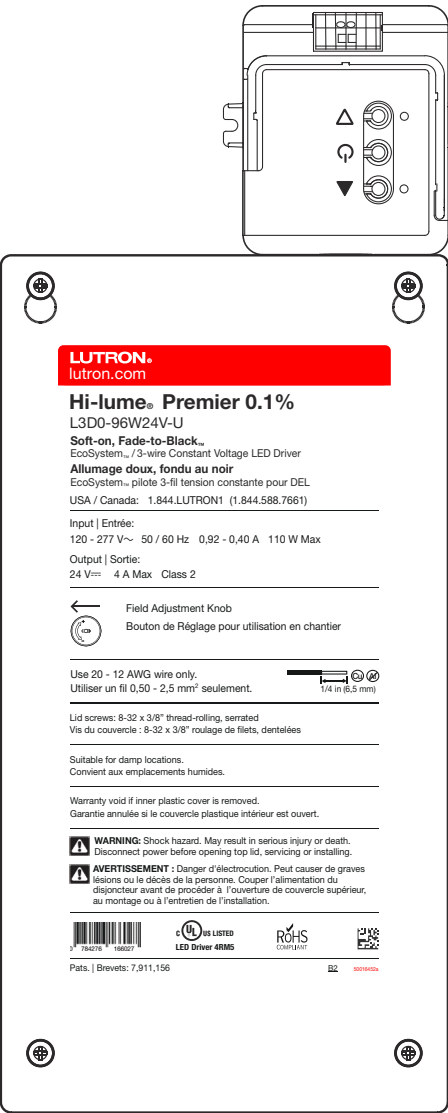 LUTRON®
lutron.com
Hi-lume® Premier 0.1%
L3D0-96W24V-U
Soft-on, Fade-to-Black™
EcoSystem™ / 3-wire Constant Voltage LED Driver
Allumage doux, fondu au noir
EcoSystem™ pilote 3-fil tension constante pour DEL
USA / Canada: 1.844.LUTRON1 (1.844.588.7661)
Input | Entrée:
120 - 277 V~ 50 / 60 Hz 0,92 - 0,40 A 110 W Max
Output | Sortie:
24 V⎓ 4 A Max Class 2
Field Adjustment Knob
Bouton de Réglage pour utilisation en chantier
Use 20 - 12 AWG wire only.
Utiliser un fil 0,50 - 2,5 mm² seulement.
Cu Al
1/4 in (6,5 mm)
Lid screws: 8-32 x 3/8” thread-rolling, serrated
Vis du couvercle : 8-32 x 3/8” roulage de filets, dentelées
Suitable for damp locations.
Convient aux emplacements humides.
Warranty void if inner plastic cover is removed.
Garantie annulée si le couvercle plastique intérieur est ouvert.
WARNING: Shock hazard. May result in serious injury or death.
Disconnect power before opening top lid, servicing or installing.
AVERTISSEMENT : Danger d’électrocution. Peut causer de graves
lésions ou le décès de la personne. Couper l’alimentation du
disjoncteur avant de procéder à l’ouverture de couvercle supérieur,
au montage ou à l’entretien de l’installation.
0 784276 166027
C UL US LISTED
LED Driver 4RM5
RoHS
COMPLIANT
Pats. | Brevets: 7,911,156
B2
50016452a